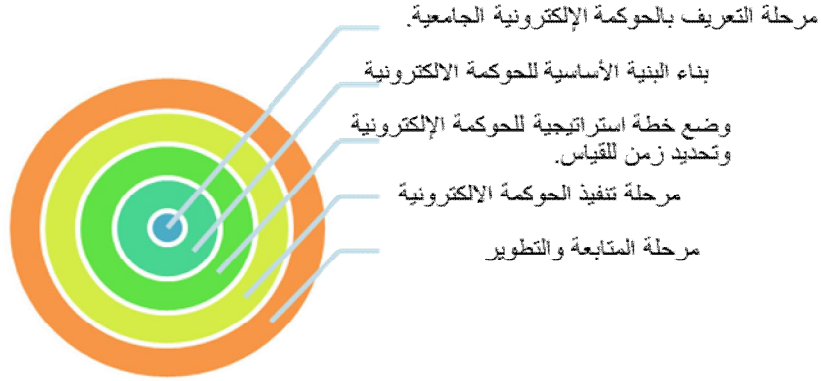 مرحلة التعريف بالحوكمة الإلكترونية الجامعية.
بناء البنية الأساسية للحوكمة الالكترونية
وضع خطة استراتيجية للحوكمة الإلكترونية
وتحديد زمن للقياس.
مرحلة تنفيذ الحوكمة الالكترونية
مرحلة المتابعة والتطوير